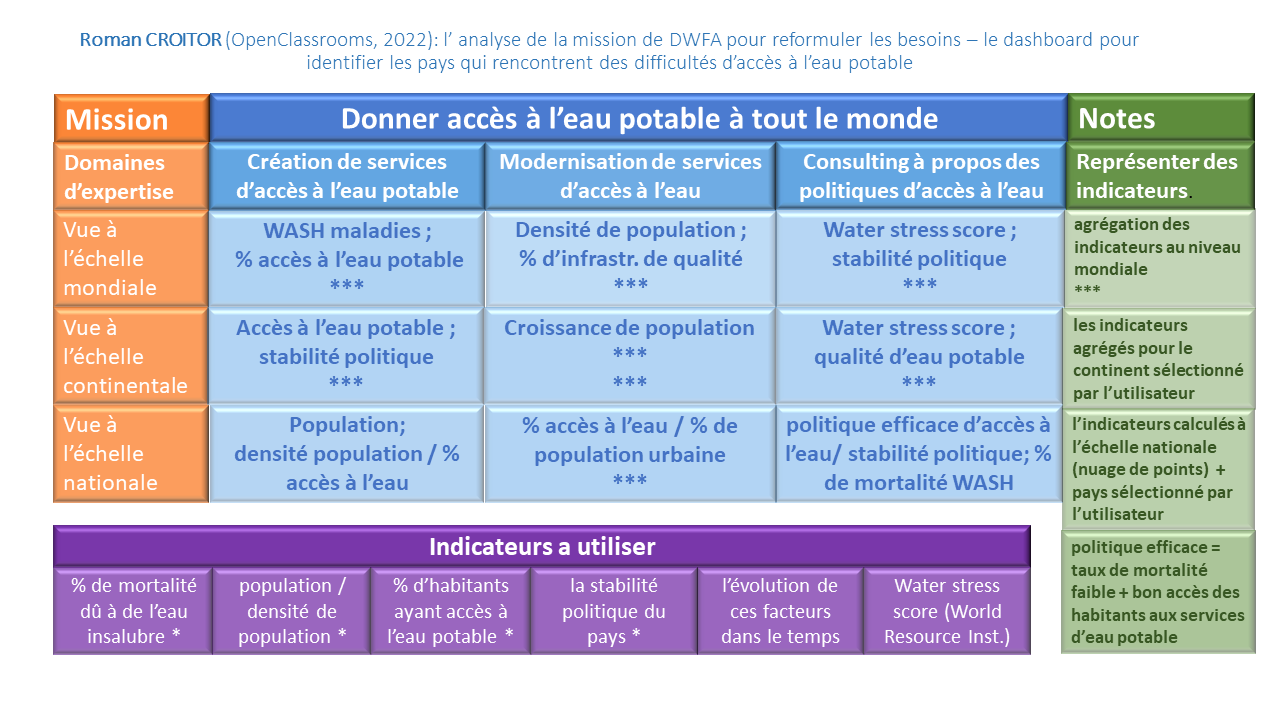 Roman CROITOR (OpenClassrooms, 2022): l’ analyse de la mission de DWFA pour reformuler les besoins – le dashboard pour
identifier les pays qui rencontrent des difficultés d’accès à l’eau potable
Mission
Donner accès à l’eau potable à tout le monde
Notes
Domaines
d’expertise
Création de services
d’accès à l’eau potable
Modernisation de services
d’accès à l’eau
Consulting à propos des
politiques d’accès à l’eau
Représenter des
indicateurs.
Vue à
l’échelle
mondiale
WASH maladies ;
% accès à l’eau potable
***
Densité de population ;
% d’infrastr. de qualité
***
Water stress score ;
stabilité politique
***
agrégation des
indicateurs au niveau
mondiale
***
Vue à
l’échelle
continentale
Accès à l’eau potable ;
stabilité politique
***
Croissance de population
***
***
Water stress score ;
qualité d’eau potable
***
les indicateurs
agrégés pour le
continent sélectionné
par l’utilisateur
Vue à
l’échelle
nationale
Population;
densité population / %
accès à l’eau
% accès à l’eau / % de
population urbaine
***
politique efficace d’accès à
l’eau/ stabilité politique; %
de mortalité WASH
l’indicateurs calculés à
l’échelle nationale
(nuage de points) +
pays sélectionné par
l’utilisateur
Indicateurs a utiliser
% de mortalité
dû à de l’eau
insalubre *
population /
densité de
population *
% d’habitants
ayant accès à
l’eau potable *
la stabilité
politique du
pays *
l’évolution de
ces facteurs
dans le temps
Water stress
score (World
Resource Inst.)
politique efficace =
taux de mortalité
faible + bon accès des
habitants aux services
d’eau potable